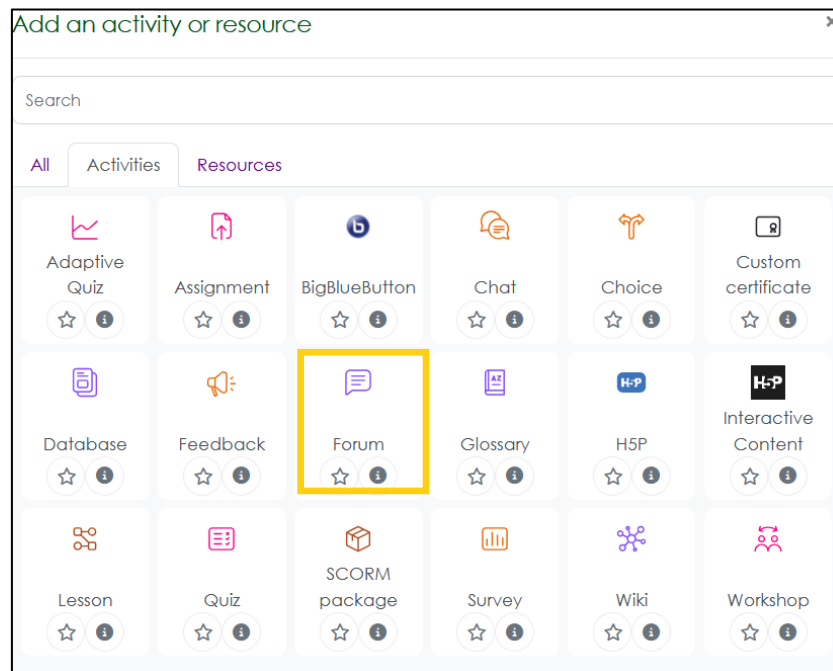 Add an activity or resource
Search
All Activities Resources
Adaptive Quiz
Assignment
BigBlueButton
Chat
Choice
Custom certificate
Database
Feedback
Forum
Glossary
H5P
H5P
Interactive Content
Lesson
Quiz
SCORM package
Survey
Wiki
Workshop